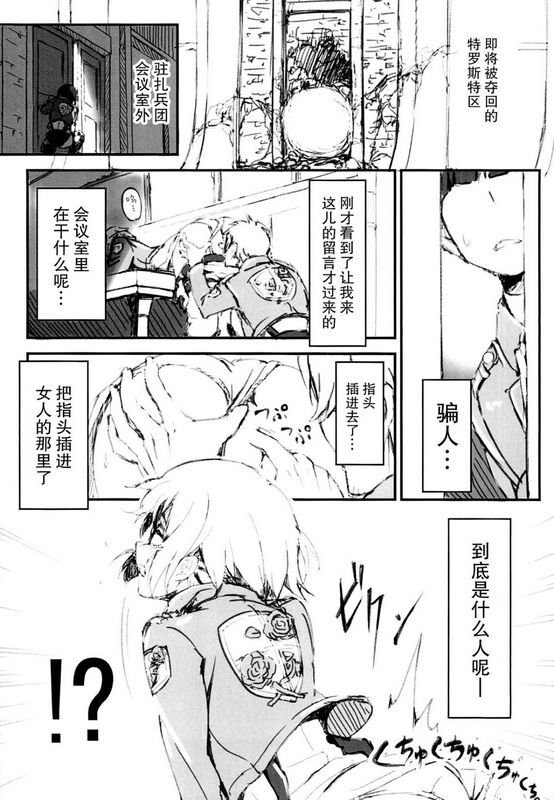 即将被夺回的
特罗斯特区
驻扎兵团
会议室外
刚才看到了让我来
这儿的留言才过来的
会议室里
在干什么呢…
骗人…
指头
插进去了…
つぷっ
把指头插进
女人的那里了
到底是什么人呢ー
ビクン
!?
くちゅくちゅくちゅ